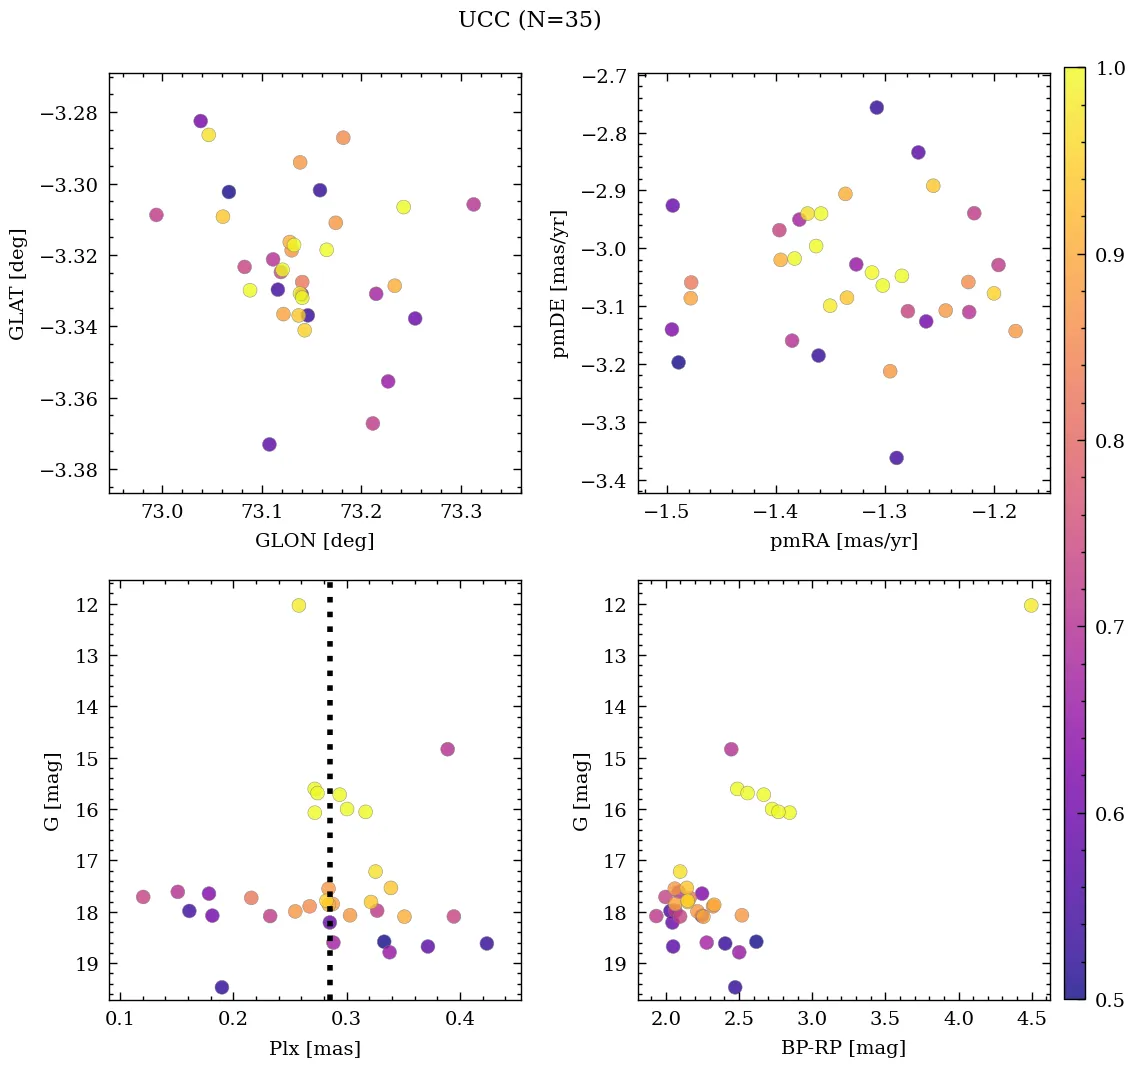 UCC (N=35)
−3.28
−3.30
−3.32
−3.34
−3.36
−3.38
GLAT [deg]
73.0 73.1 73.2 73.3
GLON [deg]
−2.7
−2.8
−2.9
−3.0
−3.1
−3.2
−3.3
−3.4
pmDE [mas/yr]
−1.5 −1.4 −1.3 −1.2
pmRA [mas/yr]
12
13
14
15
16
17
18
19
G [mag]
0.1 0.2 0.3 0.4
Plx [mas]
12
13
14
15
16
17
18
19
G [mag]
2.0 2.5 3.0 3.5 4.0 4.5
BP-RP [mag]
1.0
0.9
0.8
0.7
0.6
0.5